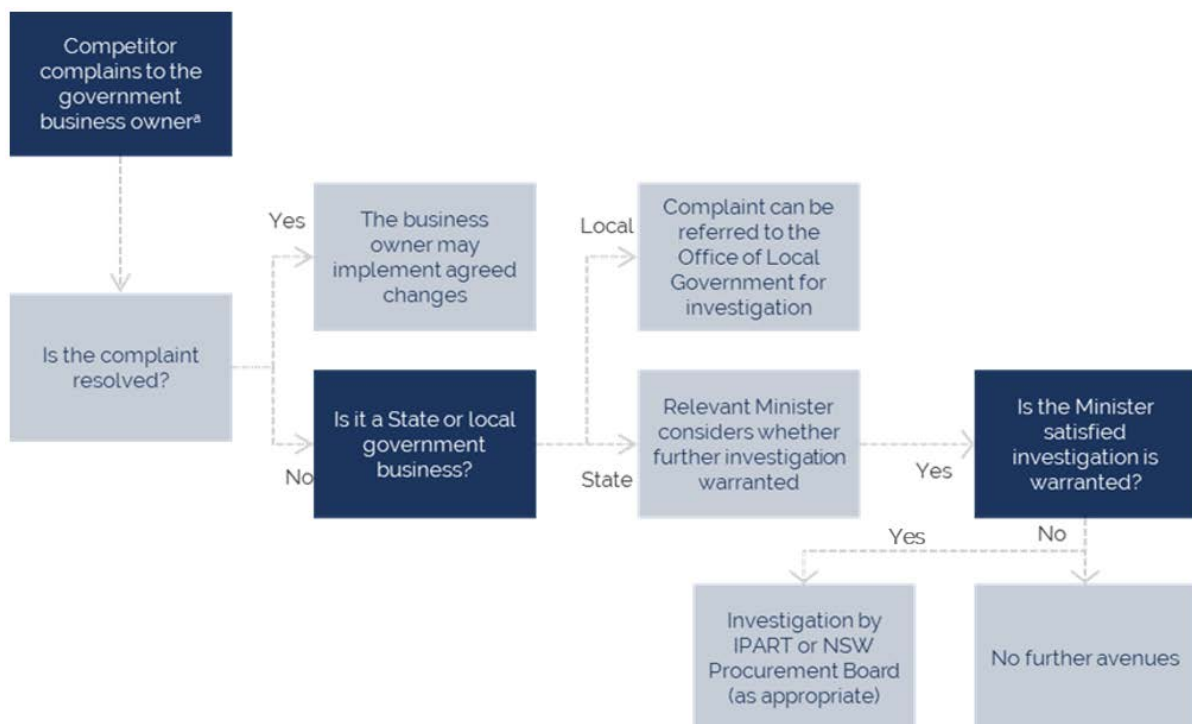 Competitor
complains to the
government
business ownerᵃ
Yes
The business
owner may
implement agreed
changes
Local
Complaint can be
referred to the
Office of Local
Government for
investigation
Is the complaint
resolved?
No
Is it a State or local
government
business?
State
Relevant Minister
considers whether
further investigation
warranted
Yes
Is the Minister
satisfied
investigation is
warranted?
Yes
No
Investigation by
IPART or NSW
Procurement Board
(as appropriate)
No further avenues